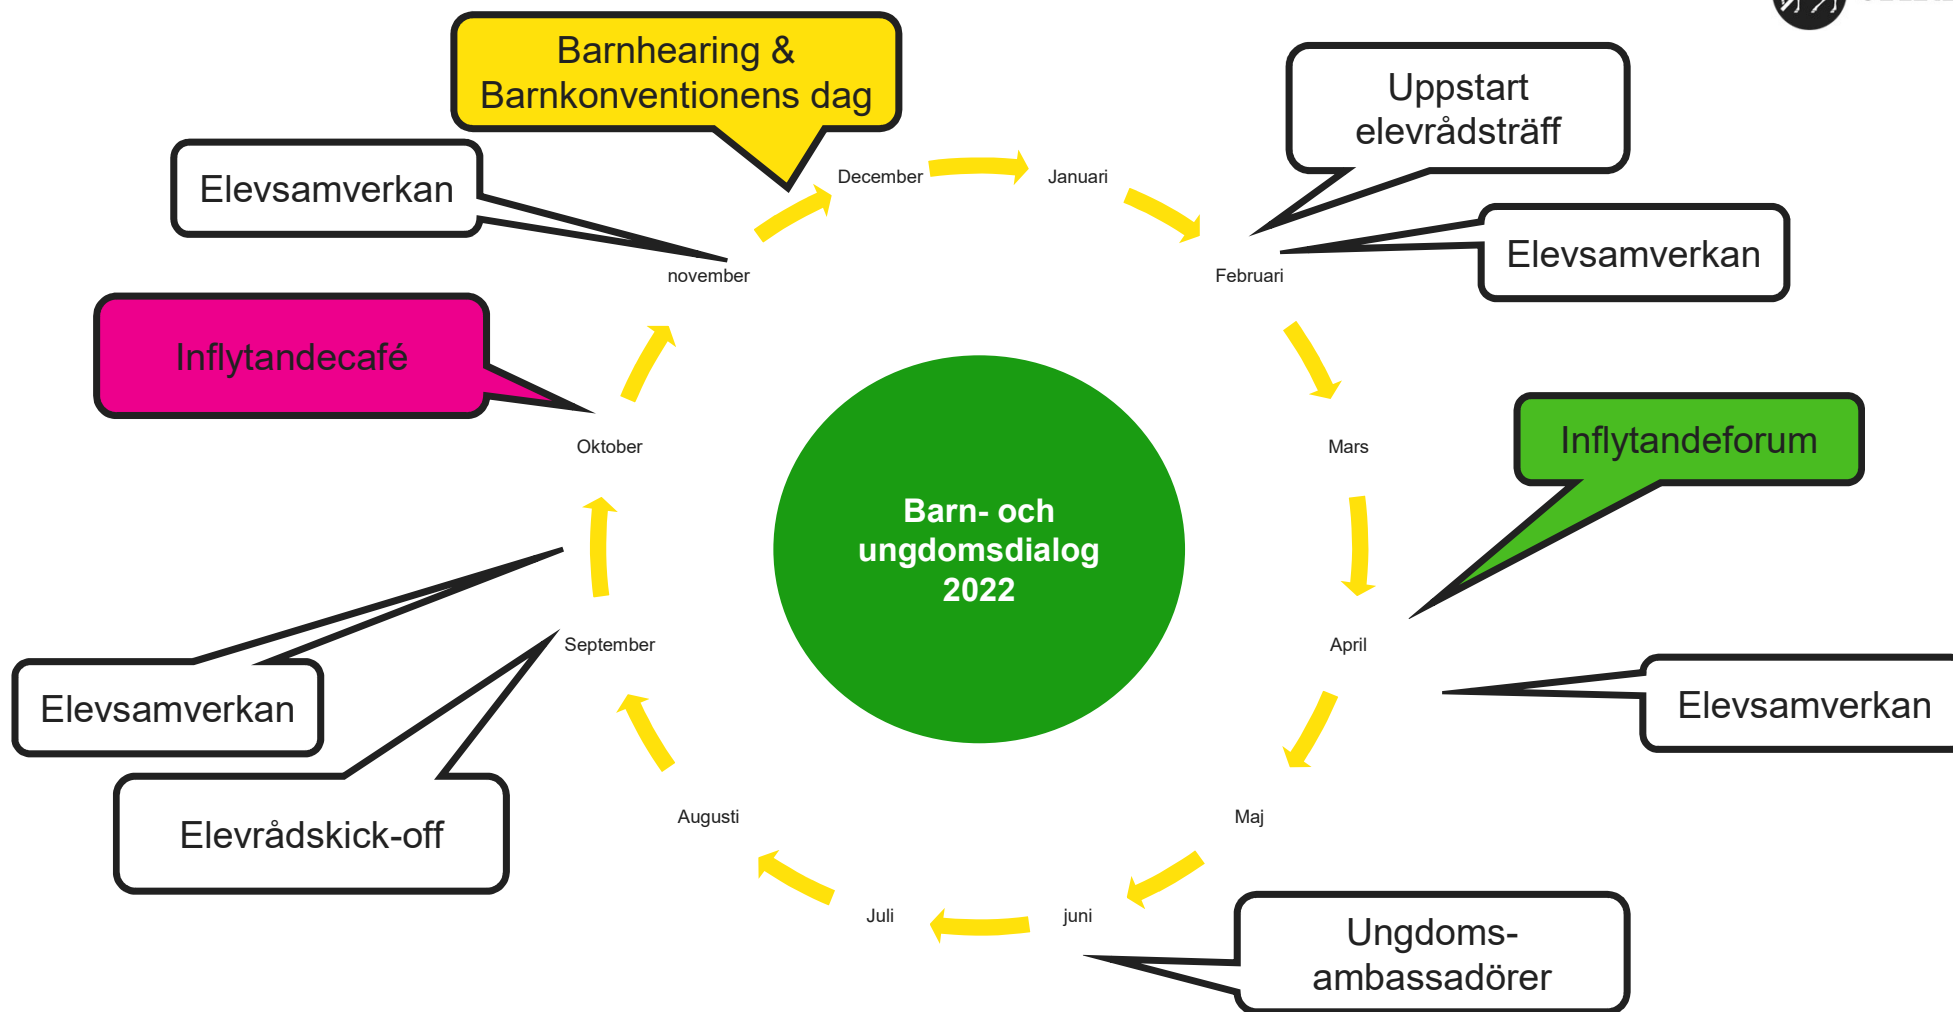 Barnhearing &
Barnkonventionens dag
Uppstart
elevrådsträff
Elevsamverkan
December
Januari
Elevsamverkan
november
Februari
Inflytandecafé
Oktober
Mars
Inflytandeforum
Barn- och
ungdomsdialog
2022
September
April
Elevsamverkan
Elevsamverkan
Elevrådskick-off
Augusti
Maj
Juli
juni
Ungdoms-
ambassadörer